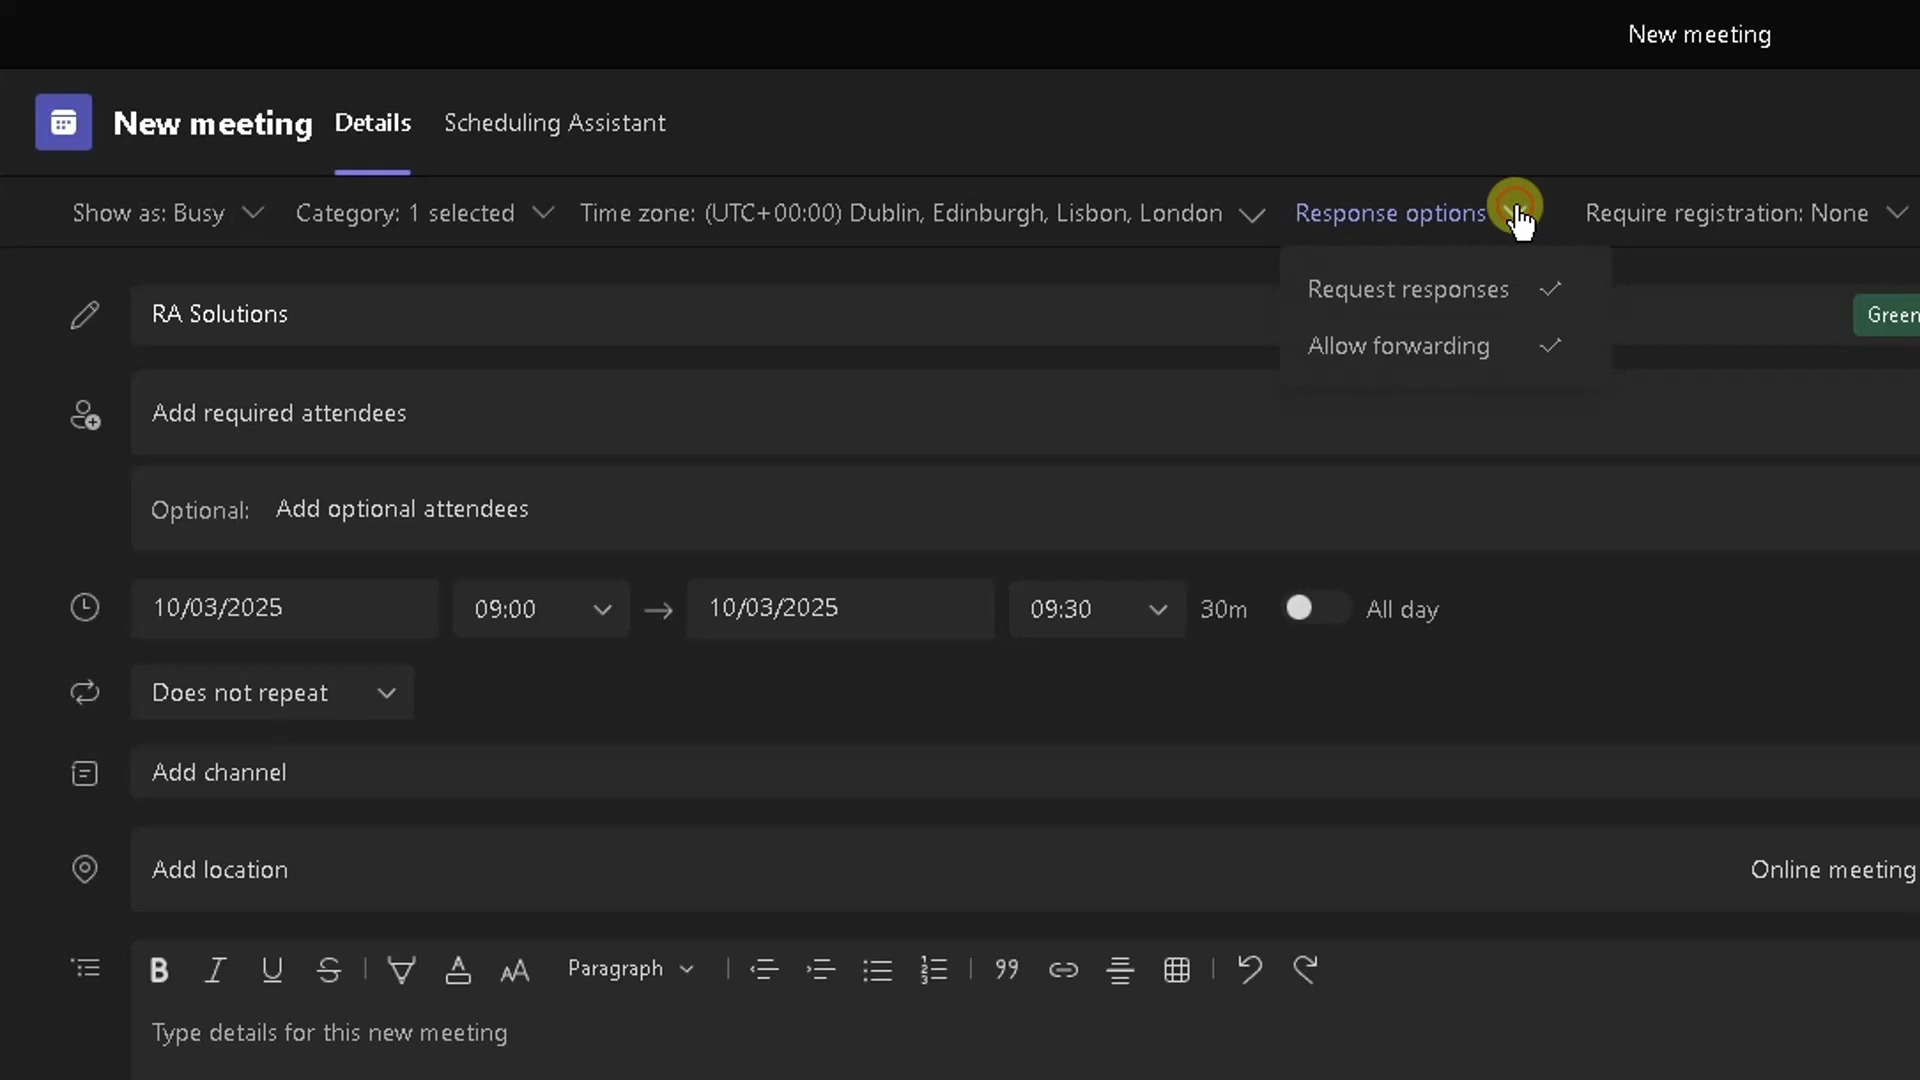 New meeting
New meeting Details Scheduling Assistant
Show as: Busy Category: 1 selected Time zone: (UTC+00:00) Dublin, Edinburgh, Lisbon, London Response options Require registration: None
Request responses
RA Solutions Green
Allow forwarding
Add required attendees
Optional: Add optional attendees
10/03/2025 09:00 10/03/2025 09:30 30m All day
Does not repeat
Add channel
Add location Online meeting
B I U S A AA Paragraph 99
Type details for this new meeting